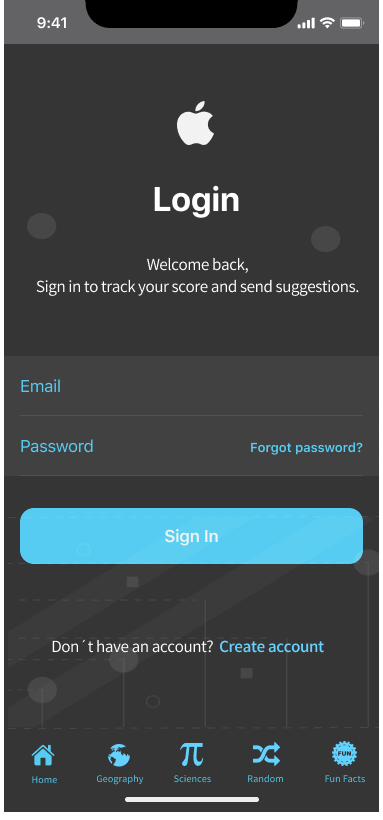 9:41
Login
Welcome back,
Sign in to track your score and send suggestions.
Email
Password Forgot password?
Sign In
Don´t have an account? Create account
π FUN
Home Geography Sciences Random Fun Facts